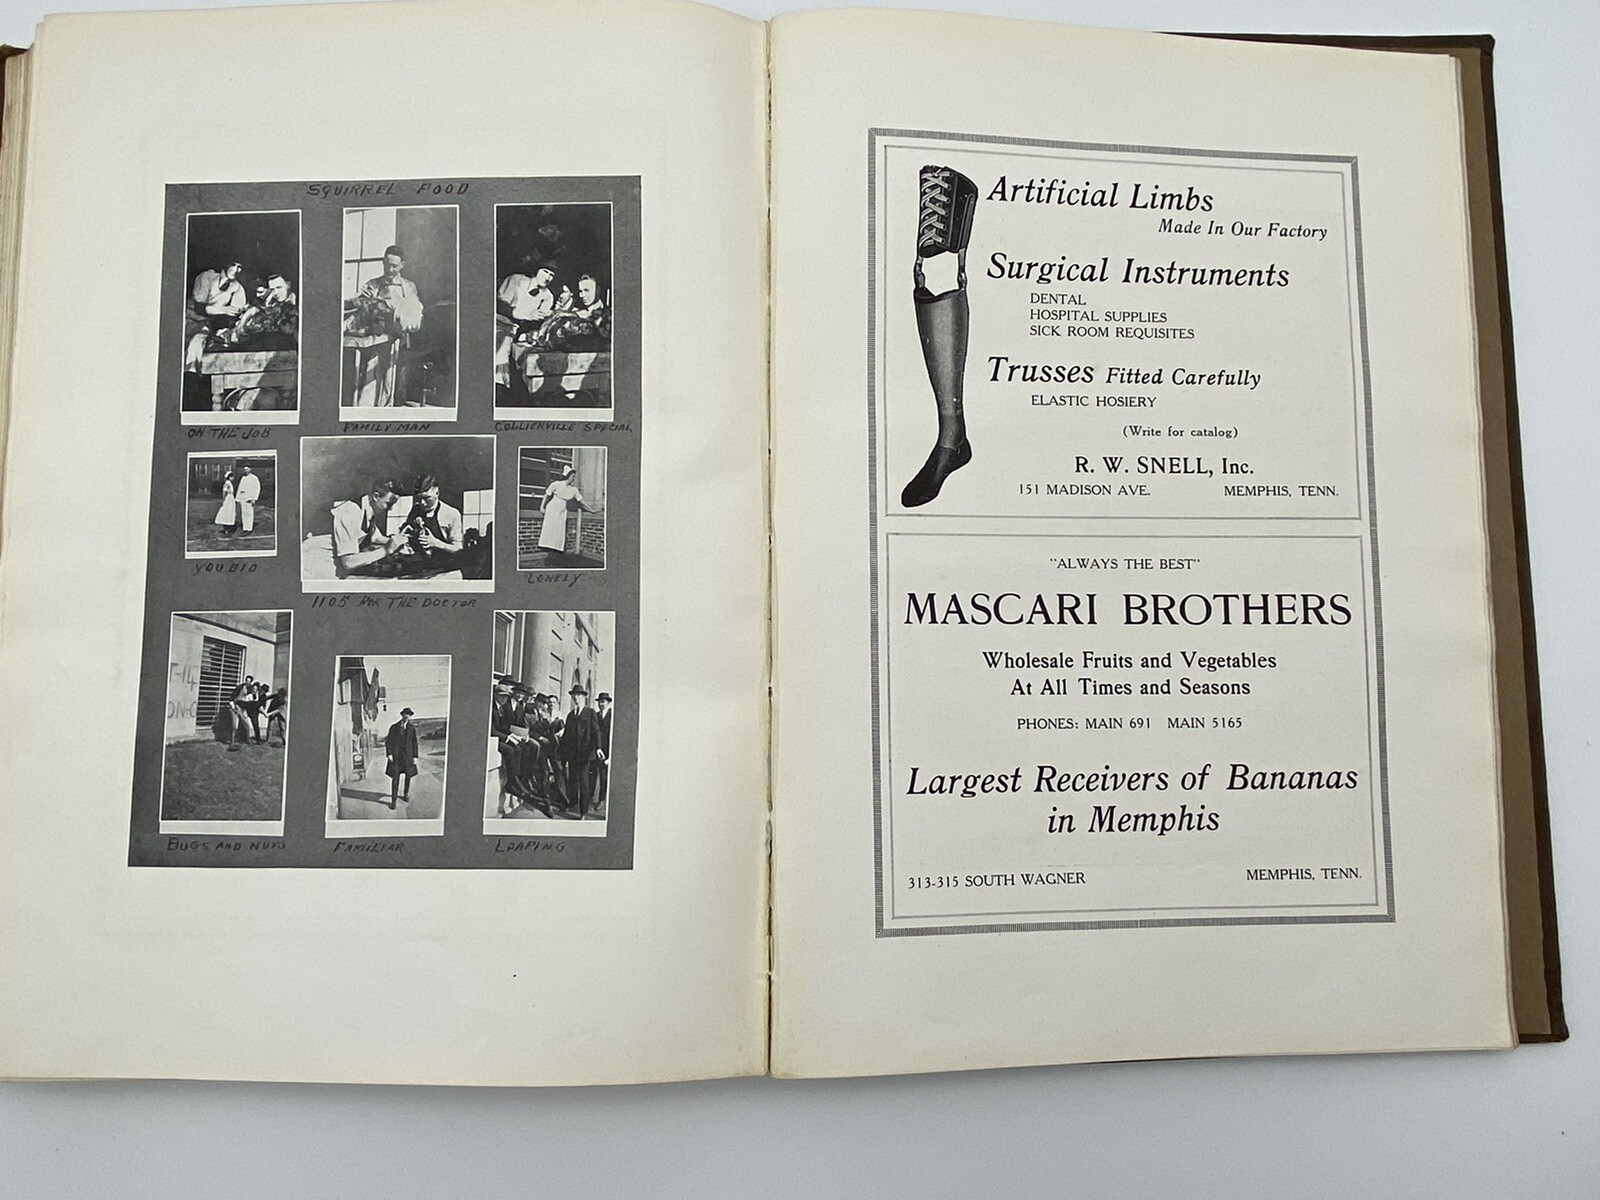 SQUIRREL FOOD
ON THE JOB
FAMILY MAN
COLLIERVILLE SPECIAL
YOU DID
1105 FOR THE DOCTOR
LONELY
T-14
BUGS AND NUTS
FAMILIAR
LOAFING
Artificial Limbs
Made In Our Factory
Surgical Instruments
DENTAL
HOSPITAL SUPPLIES
SICK ROOM REQUISITES
Trusses Fitted Carefully
ELASTIC HOSIERY
(Write for catalog)
R. W. SNELL, Inc.
151 MADISON AVE. MEMPHIS, TENN.
"ALWAYS THE BEST"
MASCARI BROTHERS
Wholesale Fruits and Vegetables
At All Times and Seasons
PHONES: MAIN 691 MAIN 5165
Largest Receivers of Bananas
in Memphis
313-315 SOUTH WAGNER MEMPHIS, TENN.